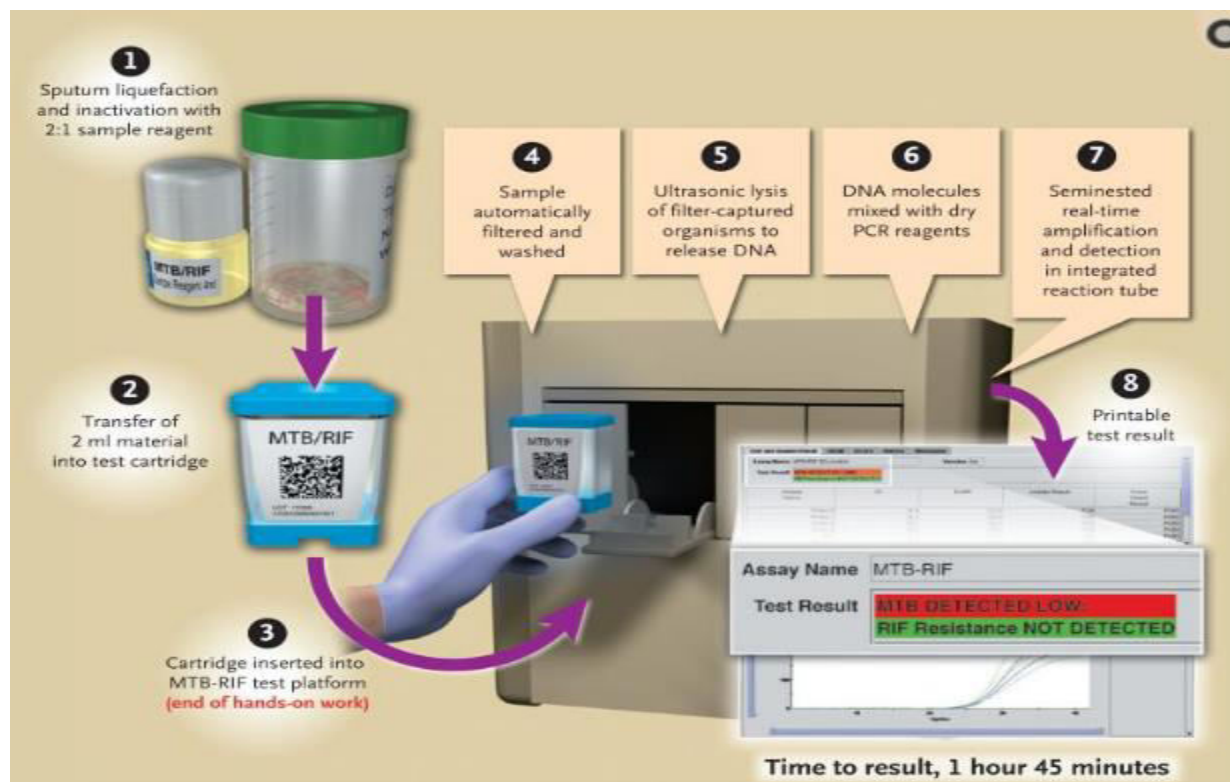 1
Sputum liquefaction
and inactivation with
2:1 sample reagent
MTB/RIF
2
Transfer of
2 ml material
into test cartridge
MTB/RIF
3
Cartridge inserted into
MTB-RIF test platform
(end of hands-on work)
MTB/RIF
4
Sample
automatically
filtered and
washed
5
Ultrasonic lysis
of filter-captured
organisms to
release DNA
6
DNA molecules
mixed with dry
PCR reagents
7
Seminested
real-time
amplification
and detection
in integrated
reaction tube
8
Printable
test result
Test Result
Assay Name MTB-RIF
Test Result MTB DETECTED LOW:
RIF Resistance NOT DETECTED
Time to result, 1 hour 45 minutes